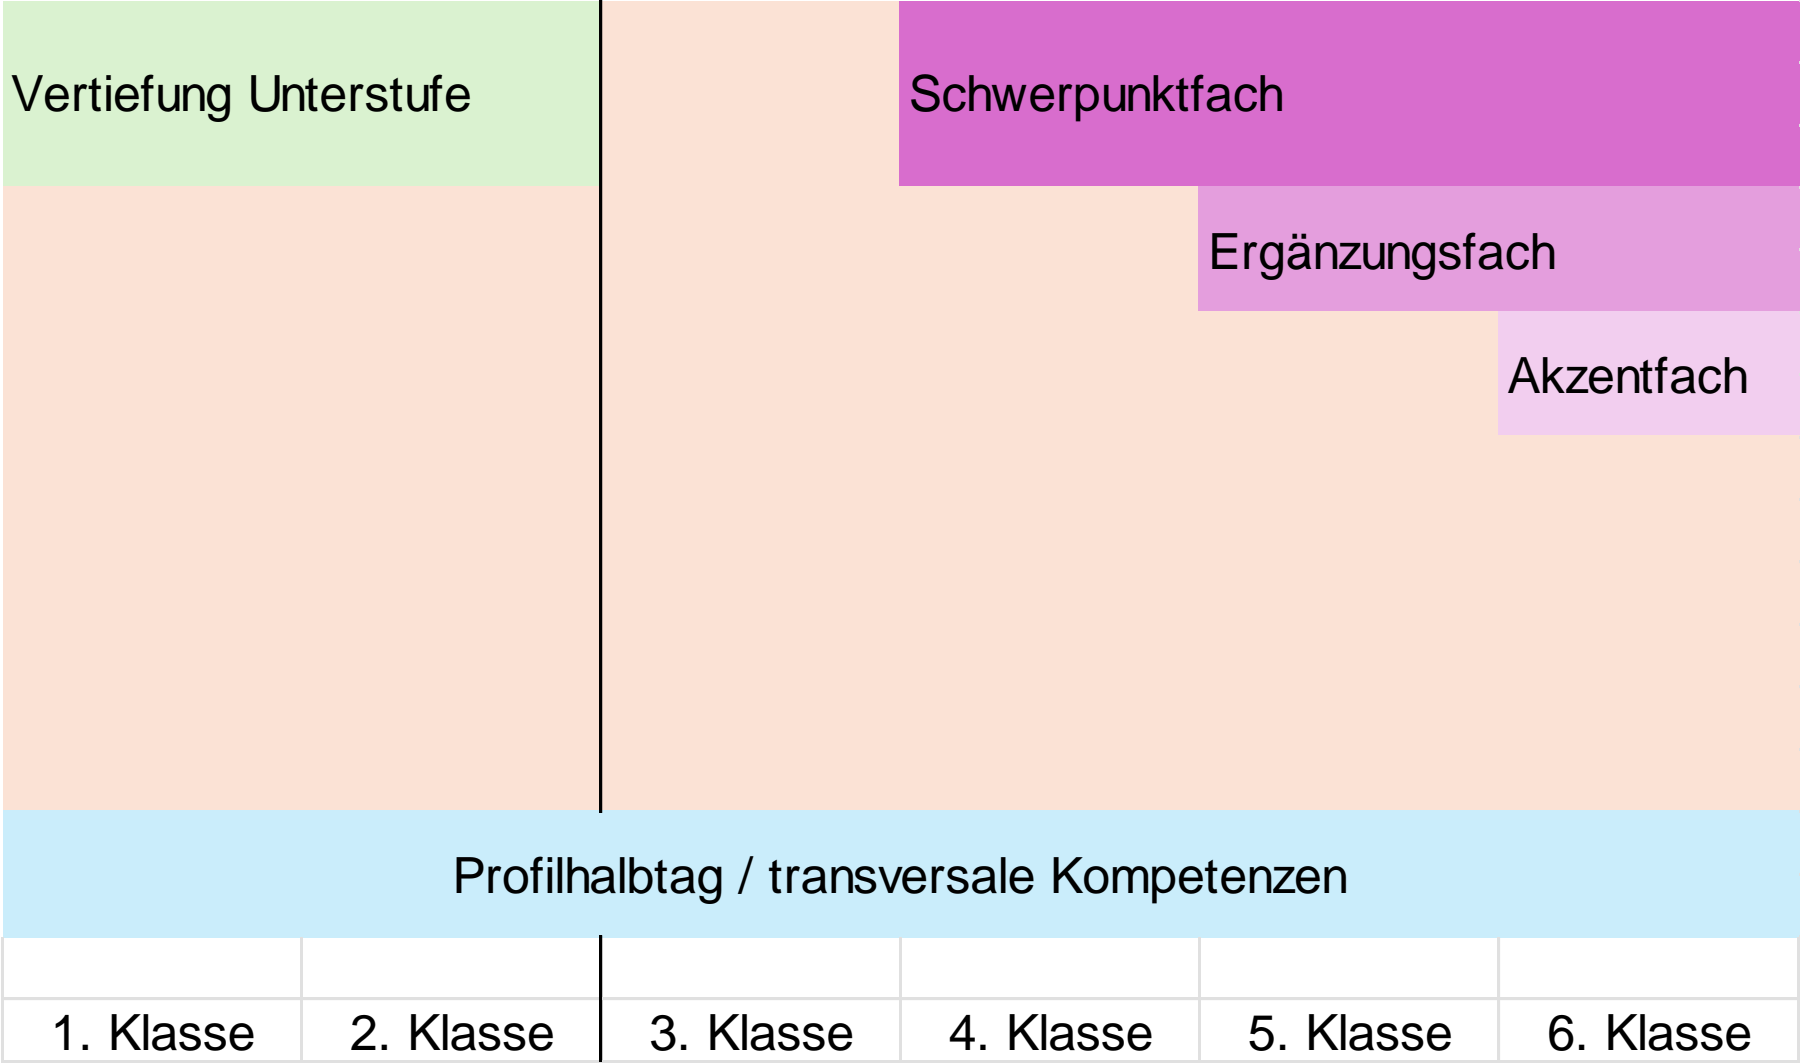 Vertiefung Unterstufe
Schwerpunktfach
Ergänzungsfach
Akzentfach
Profilhalbtag / transversale Kompetenzen
1. Klasse
2. Klasse
3. Klasse
4. Klasse
5. Klasse
6. Klasse